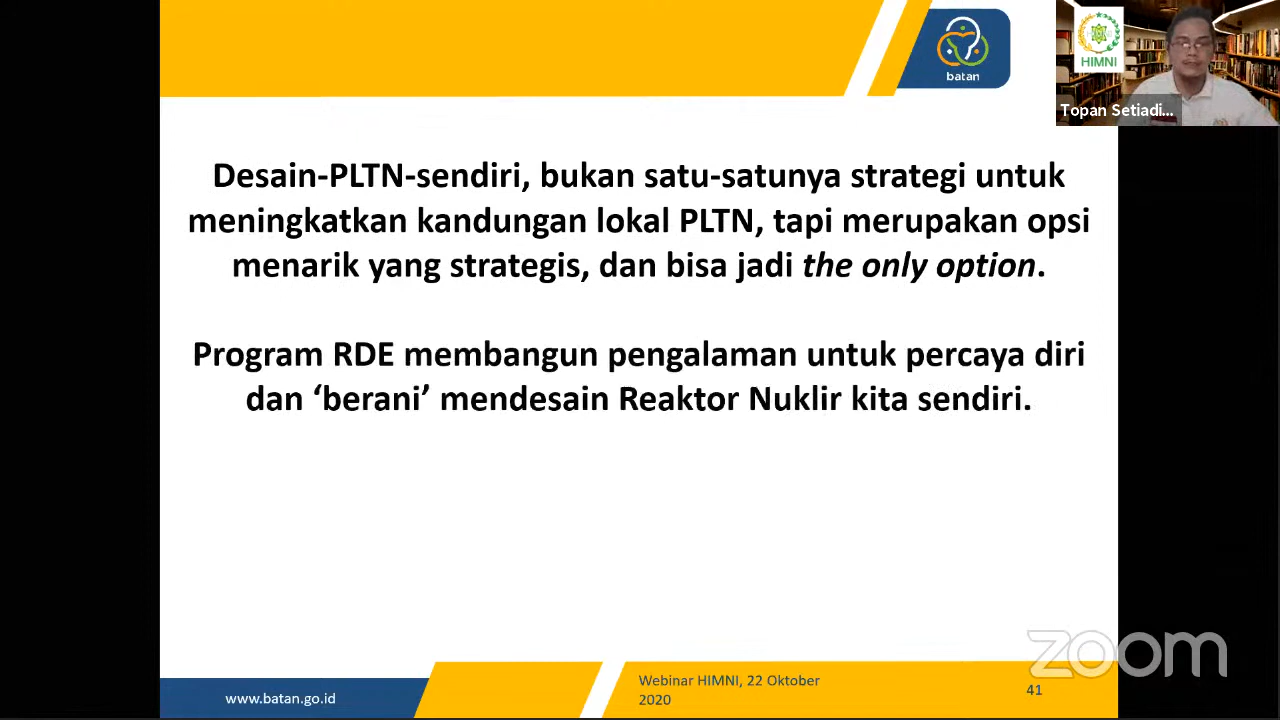 batan
HIMNI
Topan Setiadi...
Desain-PLTN-sendiri, bukan satu-satunya strategi untuk
meningkatkan kandungan lokal PLTN, tapi merupakan opsi
menarik yang strategis, dan bisa jadi the only option.
Program RDE membangun pengalaman untuk percaya diri
dan ‘berani’ mendesain Reaktor Nuklir kita sendiri.
zoom
www.batan.go.id
Webinar HIMNI, 22 Oktober
2020
41